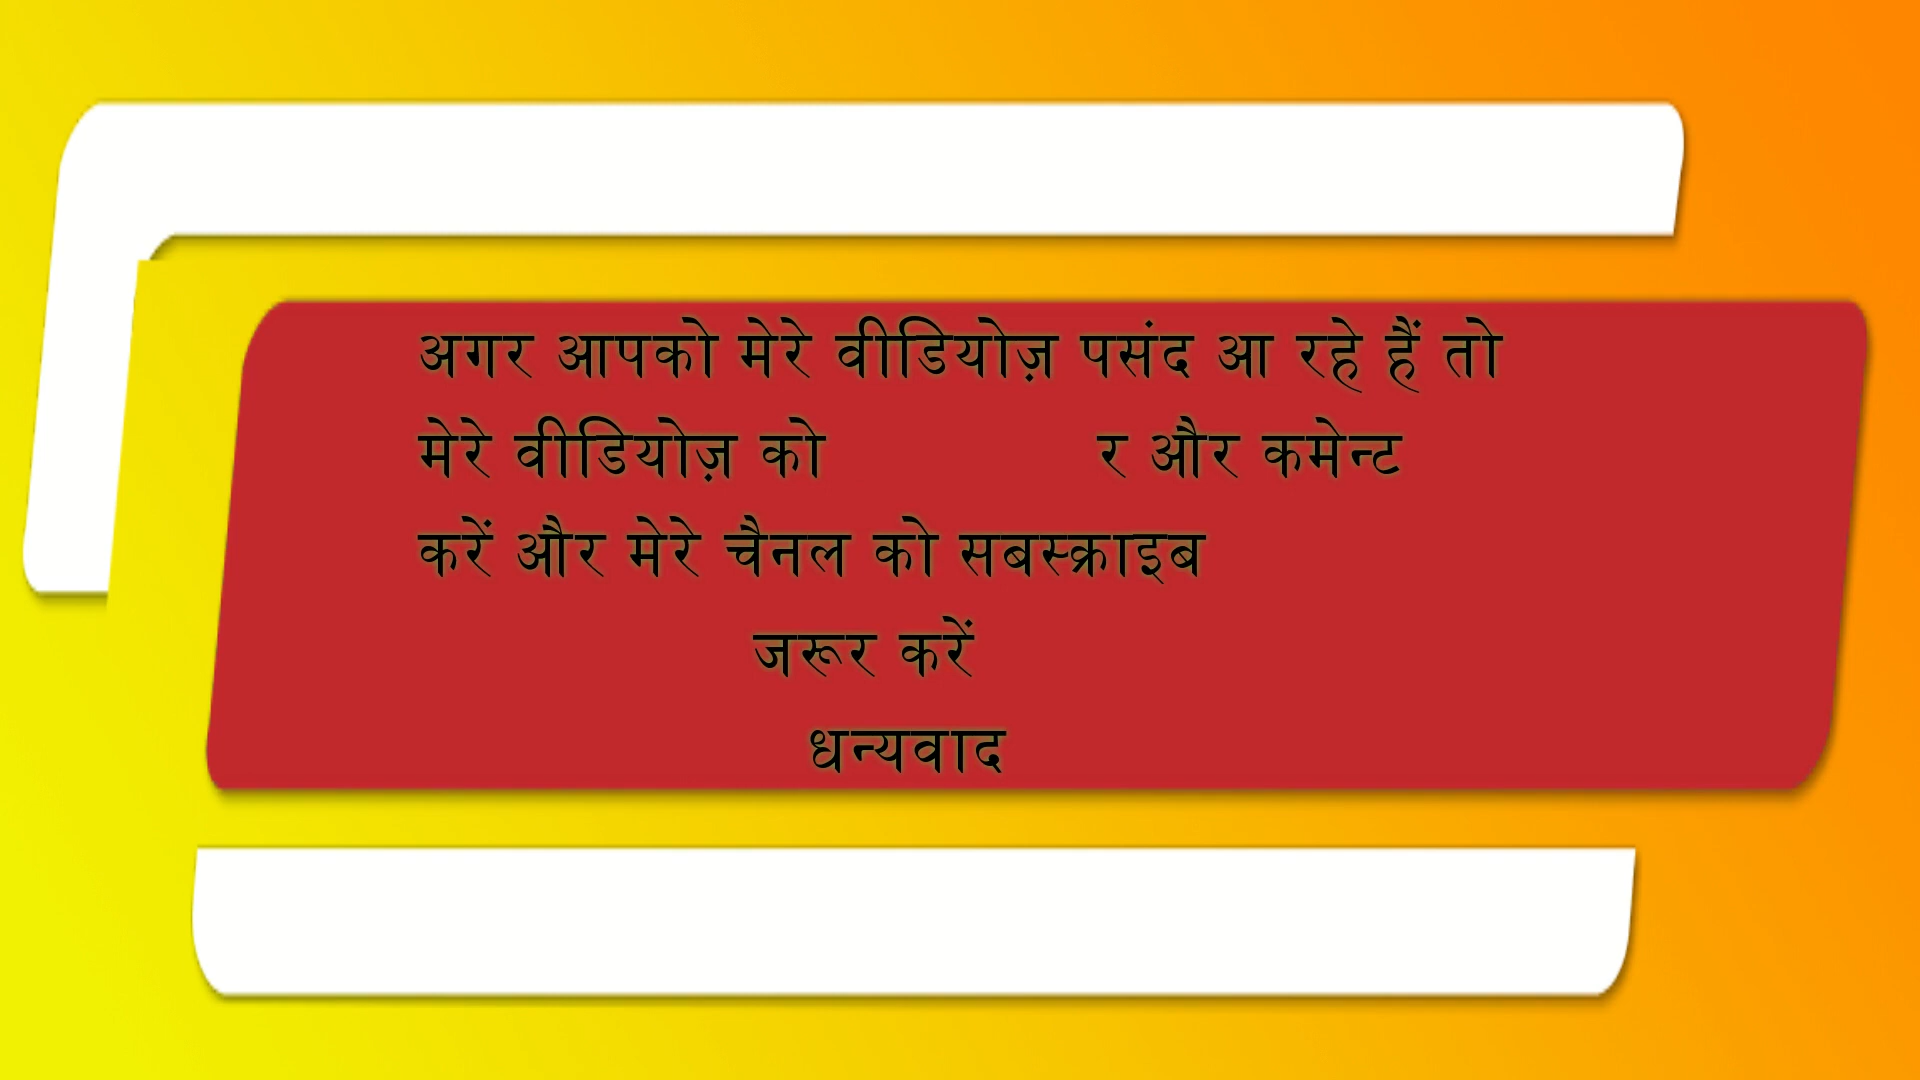 अगर आपको मेरे वीडियोज़ पसंद आ रहे हैं तो
मेरे वीडियोज़ को र और कमेन्ट
करें और मेरे चैनल को सबस्क्राइब
जरूर करें
धन्यवाद